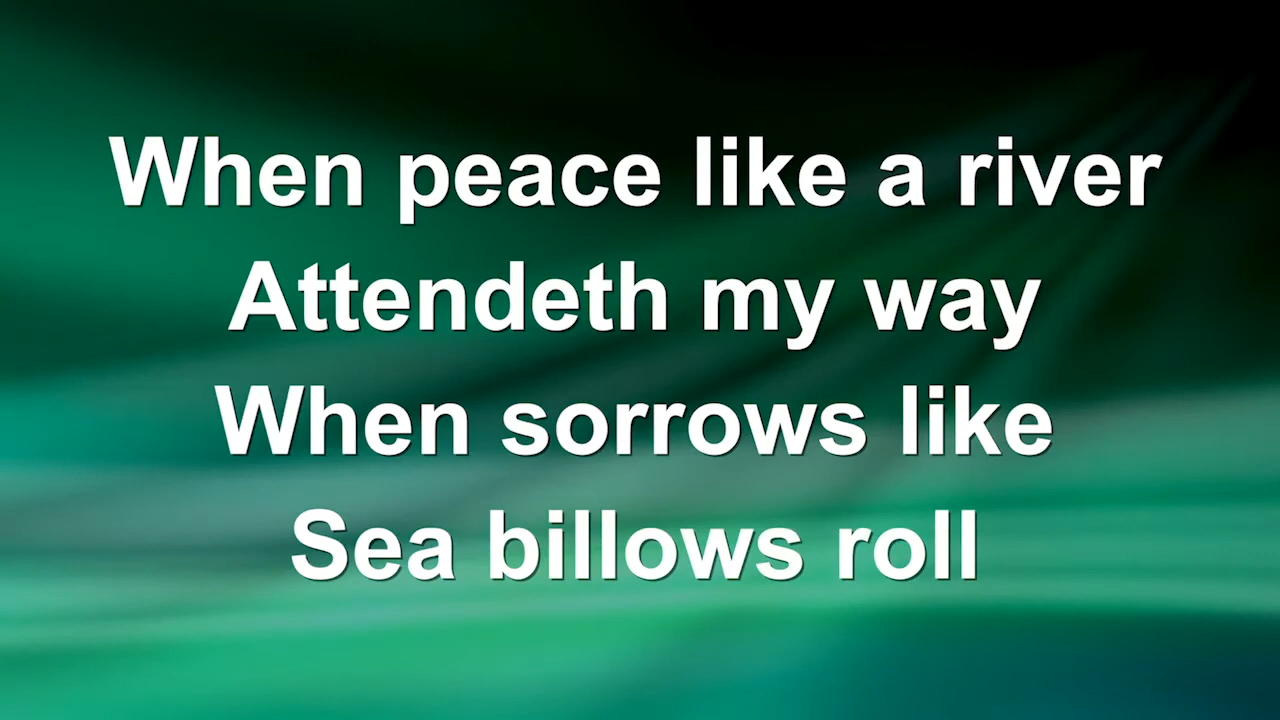 When peace like a river
Attendeth my way
When sorrows like
Sea billows roll